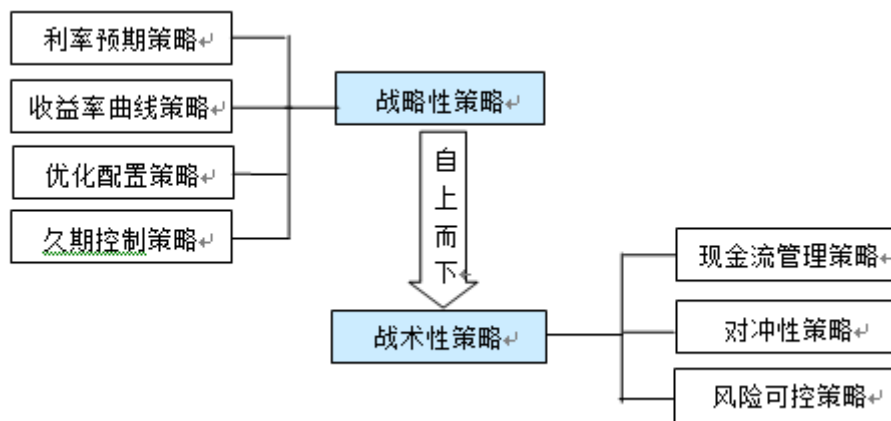 利率预期策略
收益率曲线策略
优化配置策略
久期控制策略
战略性策略
自
上
而
下
战术性策略
现金流管理策略
对冲性策略
风险可控策略